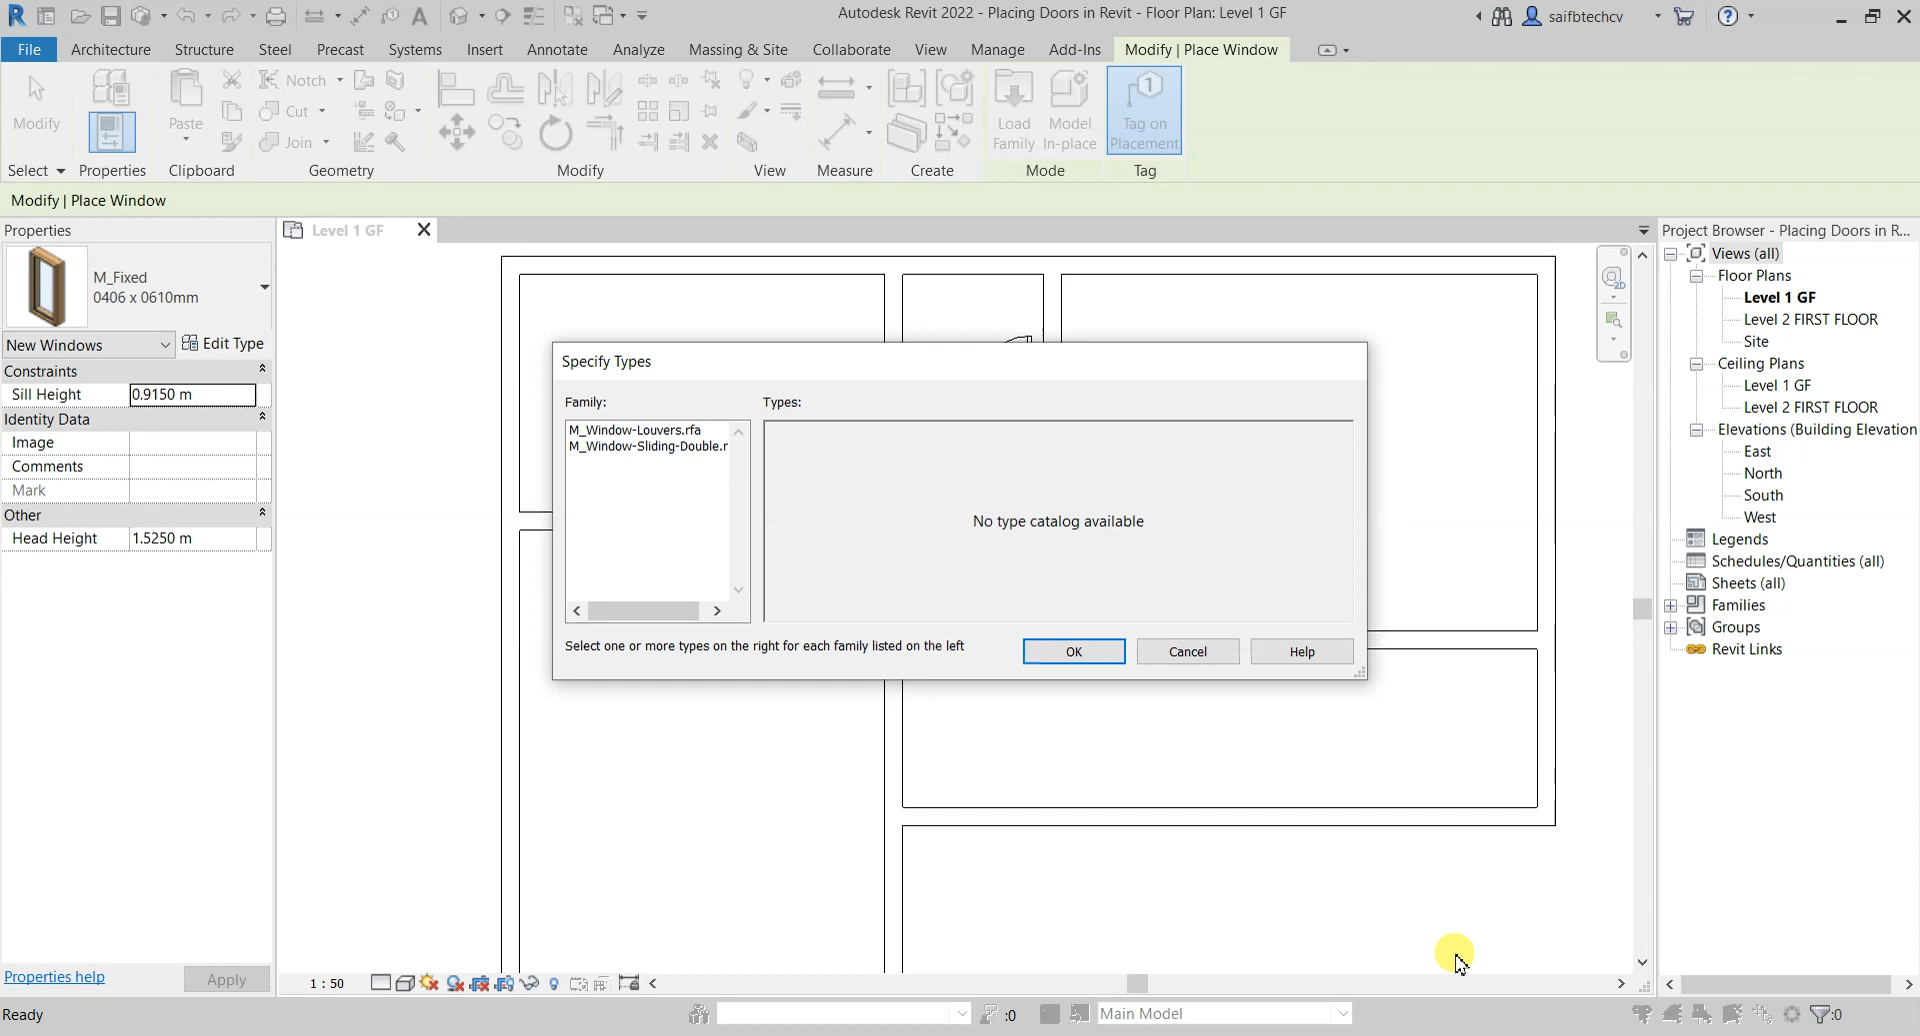 Autodesk Revit 2022 - Placing Doors in Revit - Floor Plan: Level 1 GF
saifbtechcv
File Architecture Structure Steel Precast Systems Insert Annotate Analyze Massing & Site Collaborate View Manage Add-Ins Modify | Place Window
Modify
Paste
Notch
Cut
Join
Load
Family
Model
In-place
Tag on
Placement
Select Properties Clipboard Geometry Modify View Measure Create Mode Tag
Modify | Place Window
Properties
M_Fixed
0406 x 0610mm
New Windows Edit Type
Constraints
Sill Height 0.9150 m
Identity Data
Image
Comments
Mark
Other
Head Height 1.5250 m
Properties help Apply
Level 1 GF
Specify Types
Family:
M_Window-Louvers.rfa
M_Window-Sliding-Double.r
Types:
No type catalog available
Select one or more types on the right for each family listed on the left
OK Cancel Help
Project Browser - Placing Doors in R...
Views (all)
Floor Plans
Level 1 GF
Level 2 FIRST FLOOR
Site
Ceiling Plans
Level 1 GF
Level 2 FIRST FLOOR
Elevations (Building Elevation
East
North
South
West
Legends
Schedules/Quantities (all)
Sheets (all)
Families
Groups
Revit Links
1 : 50
Ready
:0
Main Model
:0